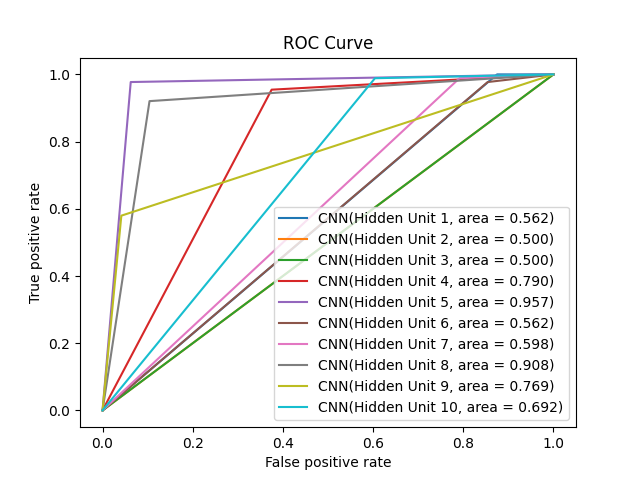 ROC Curve
True positive rate
1.0
0.8
0.6
0.4
0.2
0.0
CNN(Hidden Unit 1, area = 0.562)
CNN(Hidden Unit 2, area = 0.500)
CNN(Hidden Unit 3, area = 0.500)
CNN(Hidden Unit 4, area = 0.790)
CNN(Hidden Unit 5, area = 0.957)
CNN(Hidden Unit 6, area = 0.562)
CNN(Hidden Unit 7, area = 0.598)
CNN(Hidden Unit 8, area = 0.908)
CNN(Hidden Unit 9, area = 0.769)
CNN(Hidden Unit 10, area = 0.692)
0.0 0.2 0.4 0.6 0.8 1.0
False positive rate